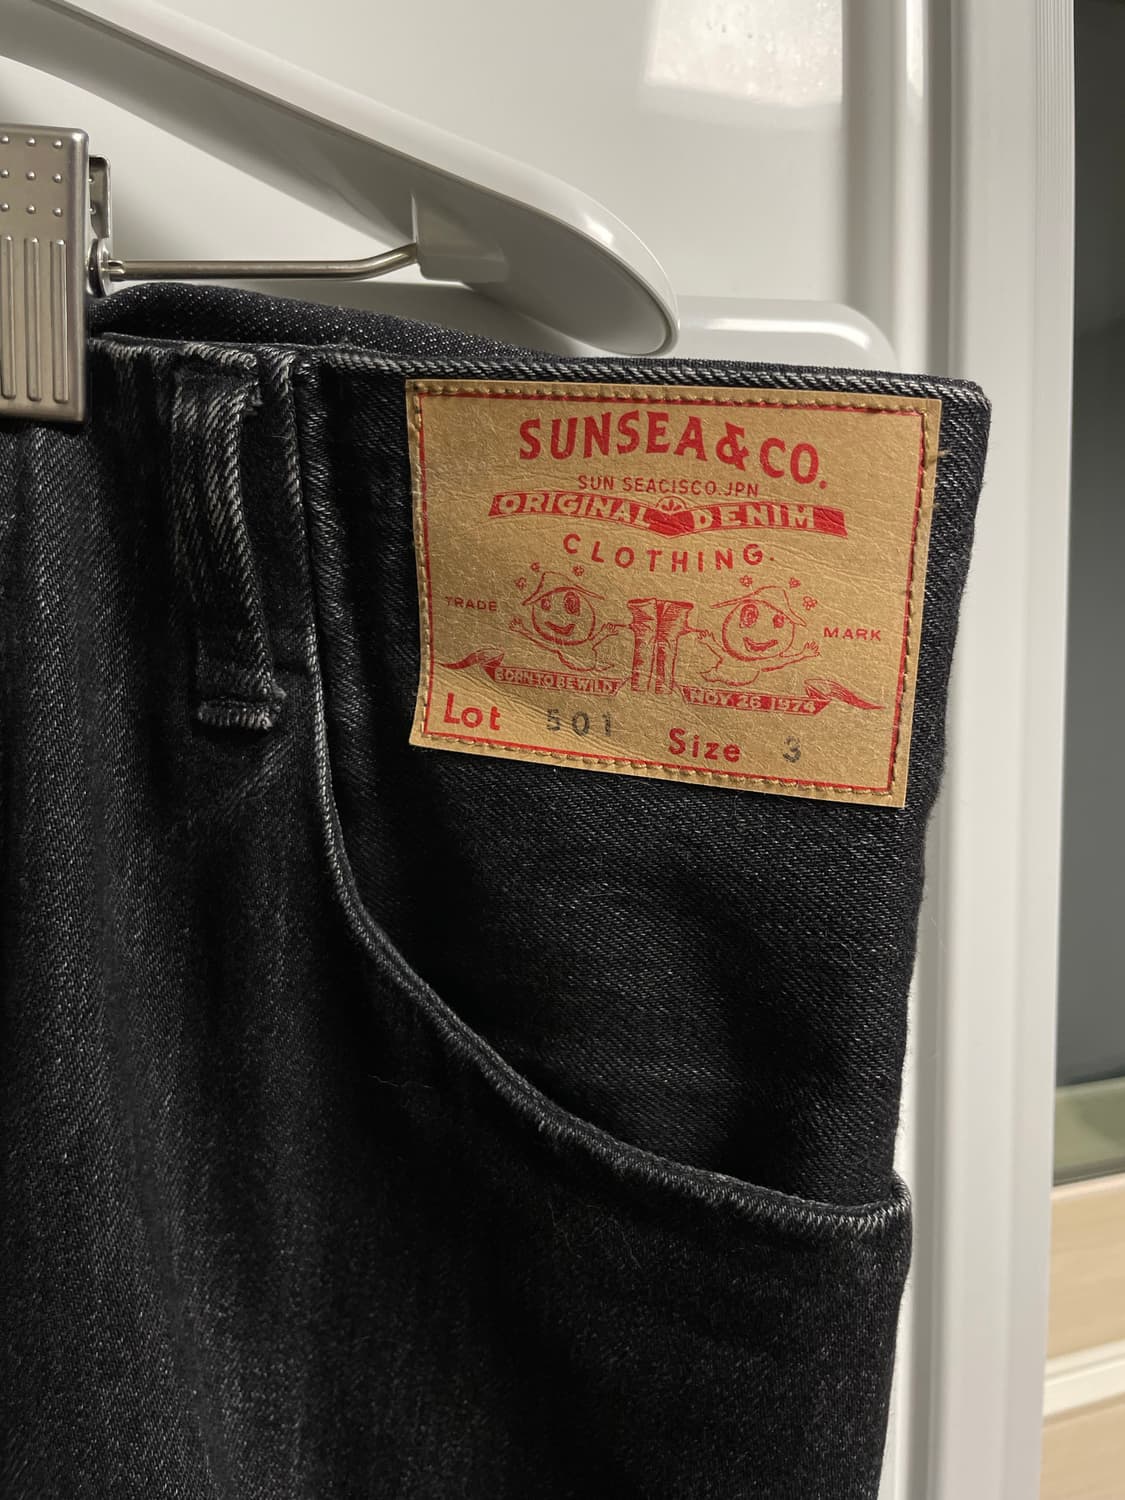 SUNSEA & CO.
SUN SEACISCO.JPN
ORIGINAL DENIM
CLOTHING.
TRADE MARK
BORN TO BE WILD
NOV. 26 1974
Lot 501 Size 3